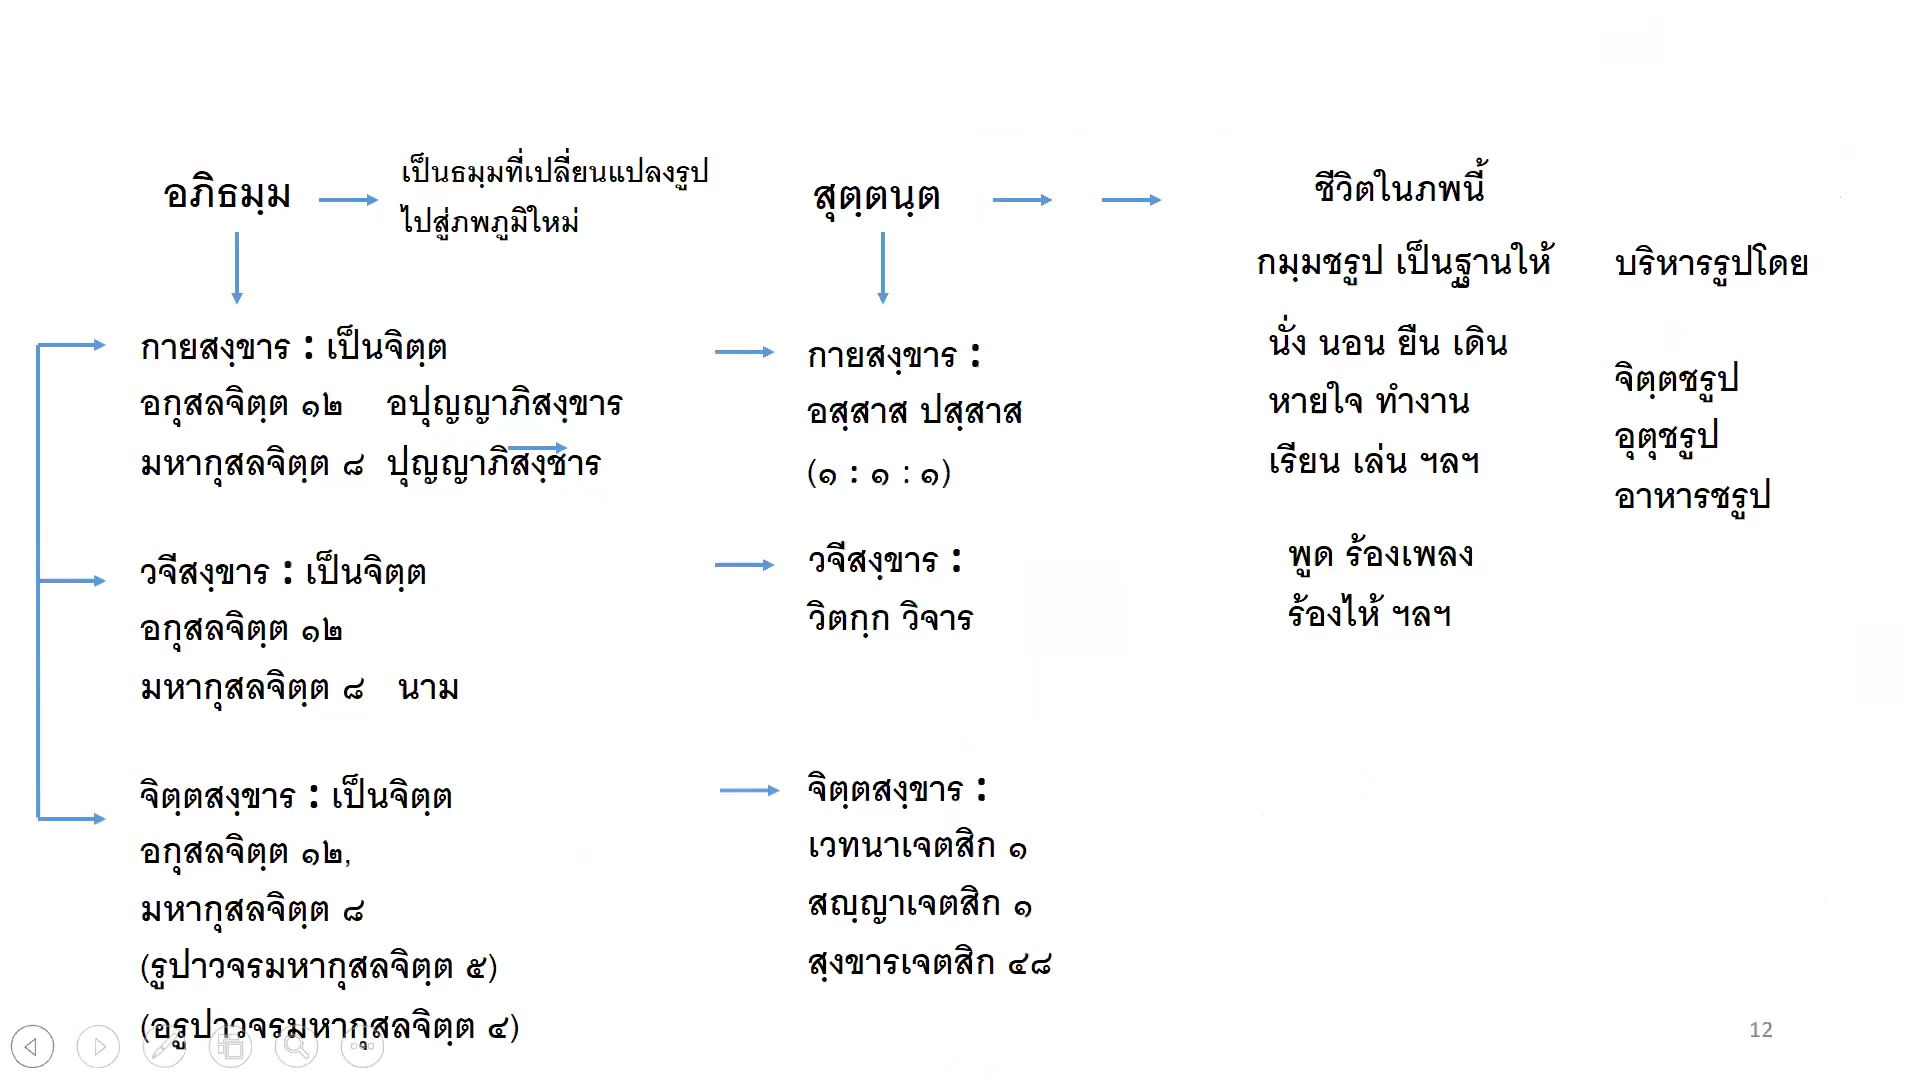 อภิธมฺม
เป็นธมฺมที่เปลี่ยนแปลงรูป
ไปสู่ภพภูมิใหม่
กายสงฺขาร : เป็นจิตฺต
อกุสลจิตฺต ๑๒ อปุญญาภิสงฺขาร
มหากุสลจิตฺต ๘ ปุญญาภิสงฺขาร
วจีสงฺขาร : เป็นจิตฺต
อกุสลจิตฺต ๑๒
มหากุสลจิตฺต ๘ นาม
จิตฺตสงฺขาร : เป็นจิตฺต
อกุสลจิตฺต ๑๒,
มหากุสลจิตฺต ๘
(รูปาวจรมหากุสลจิตฺต ๕)
(อรูปาวจรมหากุสลจิตฺต ๔)
สุตฺตนฺต
กายสงฺขาร :
อสฺสาส ปสฺสาส
(๑ : ๑ : ๑)
วจีสงฺขาร :
วิตกฺก วิจาร
จิตฺตสงฺขาร :
เวทนาเจตสิก ๑
สญฺญาเจตสิก ๑
สฺงขารเจตสิก ๔๘
ชีวิตในภพนี้
กมฺมชรูป เป็นฐานให้
นั่ง นอน ยืน เดิน
หายใจ ทำงาน
เรียน เล่น ฯลฯ
พูด ร้องเพลง
ร้องไห้ ฯลฯ
บริหารรูปโดย
จิตฺตชรูป
อุตุชรูป
อาหารชรูป
12